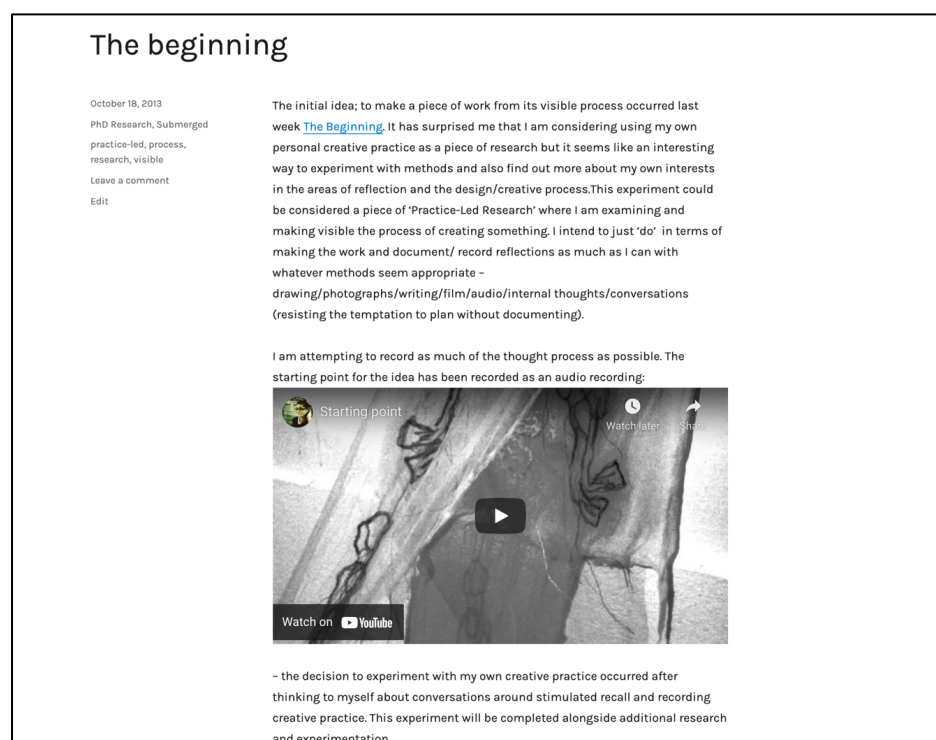 The beginning
October 18, 2013
PhD Research, Submerged
practice-led, process,
research, visible
Leave a comment
Edit
The initial idea; to make a piece of work from its visible process occurred last
week The Beginning. It has surprised me that I am considering using my own
personal creative practice as a piece of research but it seems like an interesting
way to experiment with methods and also find out more about my own interests
in the areas of reflection and the design/creative process.This experiment could
be considered a piece of ‘Practice-Led Research’ where I am examining and
making visible the process of creating something. I intend to just ‘do’ in terms of
making the work and document/ record reflections as much as I can with
whatever methods seem appropriate –
drawing/photographs/writing/film/audio/internal thoughts/conversations
(resisting the temptation to plan without documenting).
I am attempting to record as much of the thought process as possible. The
starting point for the idea has been recorded as an audio recording:
Starting point
Watch later
Share
Watch on YouTube
– the decision to experiment with my own creative practice occurred after
thinking to myself about conversations around stimulated recall and recording
creative practice. This experiment will be completed alongside additional research
and experimentation